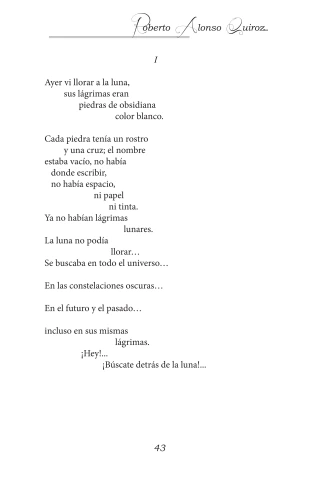 Roberto Alonso Quiroz..
I
Ayer vi llorar a la luna,
sus lágrimas eran
piedras de obsidiana
color blanco.
Cada piedra tenía un rostro
y una cruz; el nombre
estaba vacío, no había
donde escribir,
no había espacio,
ni papel
ni tinta.
Ya no habían lágrimas
lunares.
La luna no podía
llorar…
Se buscaba en todo el universo…
En las constelaciones oscuras…
En el futuro y el pasado…
incluso en sus mismas
lágrimas.
¡Hey!...
¡Búscate detrás de la luna!...
43